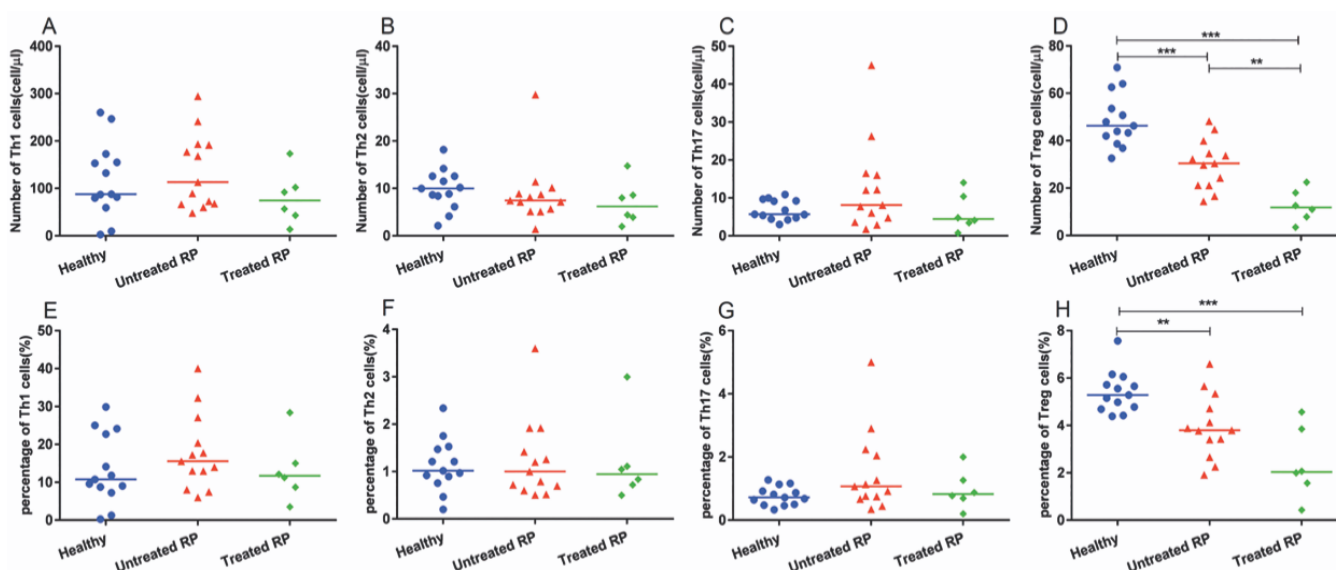 A
Number of Th1 cells(cell/μl)
400
300
200
100
0
Healthy
Untreated RP
Treated RP
B
Number of Th2 cells(cell/μl)
40
30
20
10
0
Healthy
Untreated RP
Treated RP
C
Number of Th17 cells(cell/μl)
50
40
30
20
10
0
Healthy
Untreated RP
Treated RP
D
Number of Treg cells(cell/μl)
80
60
40
20
0
***
***
**
Healthy
Untreated RP
Treated RP
E
percentage of Th1 cells(%)
50
40
30
20
10
0
Healthy
Untreated RP
Treated RP
F
percentage of Th2 cells(%)
4
3
2
1
0
Healthy
Untreated RP
Treated RP
G
percentage of Th17 cells(%)
6
4
2
0
Healthy
Untreated RP
Treated RP
H
percentage of Treg cells(%)
8
6
4
2
0
***
**
Healthy
Untreated RP
Treated RP